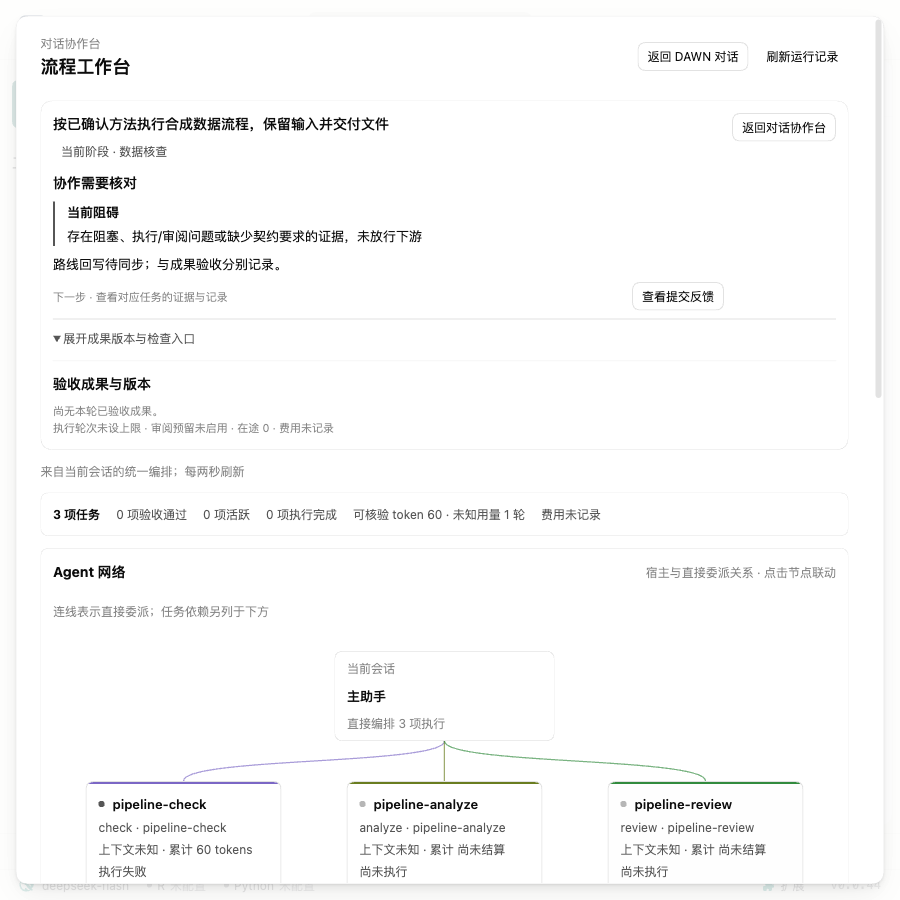 对话协作台
流程工作台
返回 DAWN 对话
刷新运行记录
按已确认方法执行合成数据流程，保留输入并交付文件
返回对话协作台
当前阶段 · 数据核查
协作需要核对
当前阻碍
存在阻塞、执行/审阅问题或缺少契约要求的证据，未放行下游
路线回写待同步；与成果验收分别记录。
下一步 · 查看对应任务的证据与记录
查看提交反馈
▼展开成果版本与检查入口
验收成果与版本
尚无本轮已验收成果。
执行轮次未设上限 · 审阅预留未启用 · 在途 0 · 费用未记录
来自当前会话的统一编排；每两秒刷新
3 项任务 0 项验收通过 0 项活跃 0 项执行完成 可核验 token 60 · 未知用量 1 轮 费用未记录
Agent 网络
宿主与直接委派关系 · 点击节点联动
连线表示直接委派；任务依赖另列于下方
当前会话
主助手
直接编排 3 项执行
pipeline-check
check · pipeline-check
上下文未知 · 累计 60 tokens
执行失败
pipeline-analyze
analyze · pipeline-analyze
上下文未知 · 累计 尚未结算
尚未执行
pipeline-review
review · pipeline-review
上下文未知 · 累计 尚未结算
尚未执行